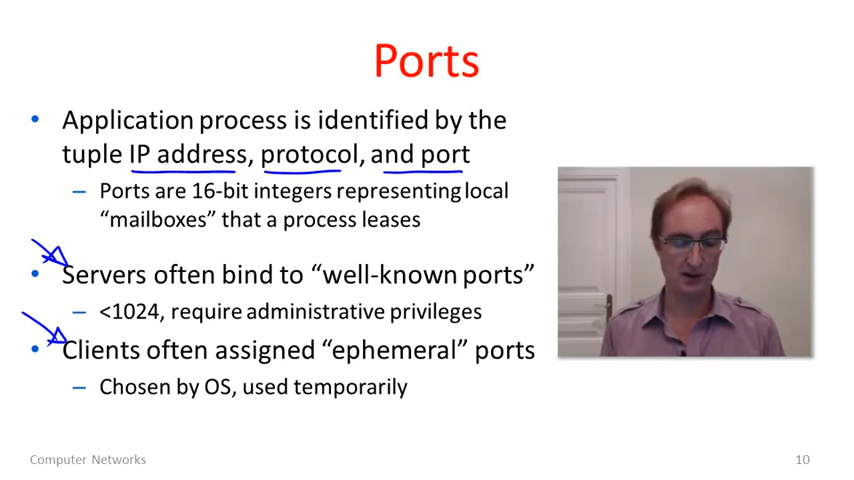 Ports
• Application process is identified by the
tuple IP address, protocol, and port
– Ports are 16-bit integers representing local
“mailboxes” that a process leases
• Servers often bind to “well-known ports”
– <1024, require administrative privileges
• Clients often assigned “ephemeral” ports
– Chosen by OS, used temporarily
Computer Networks
10